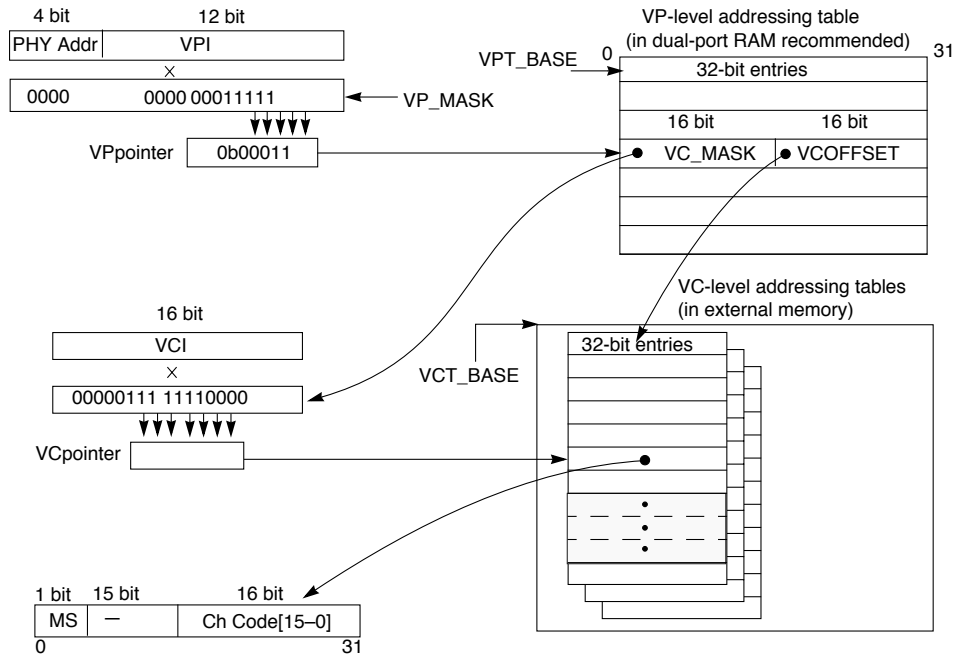 4 bit 12 bit
PHY Addr VPI
×
0000 0000 00011111
VP_MASK
VPpointer 0b00011
VP-level addressing table
(in dual-port RAM recommended)
0 31
VPT_BASE
32-bit entries
16 bit 16 bit
VC_MASK VCOFFSET
VC-level addressing tables
(in external memory)
16 bit
VCI
×
00000111 11110000
VCpointer
VCT_BASE
32-bit entries
1 bit 15 bit 16 bit
MS — Ch Code[15–0]
0 31